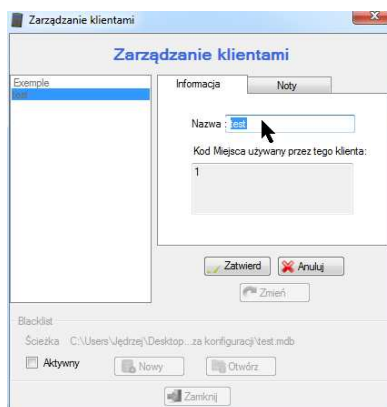 Zarządzanie klientami
Zarządzanie klientami
Exemple
test
Informacja
Noty
Nazwa : test
Kod Miejsca używany przez tego klienta:
1
Zatwierd
Anuluj
Zmień
Blacklist
Ścieżka C:\Users\Jędrzej\Desktop...za konfiguracji\test.mdb
Aktywny
Nowy
Otwórz
Zamknij